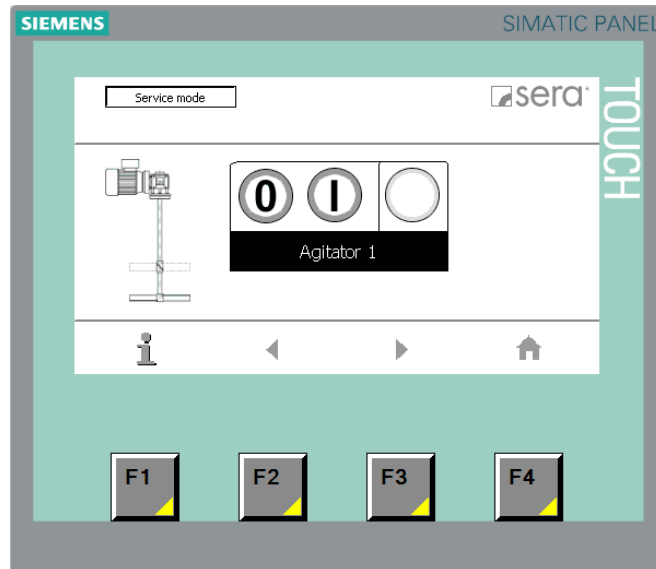 SIEMENS
SIMATIC PANEL
TOUCH
Service mode
sera
0 I
Agitator 1
i
F1 F2 F3 F4